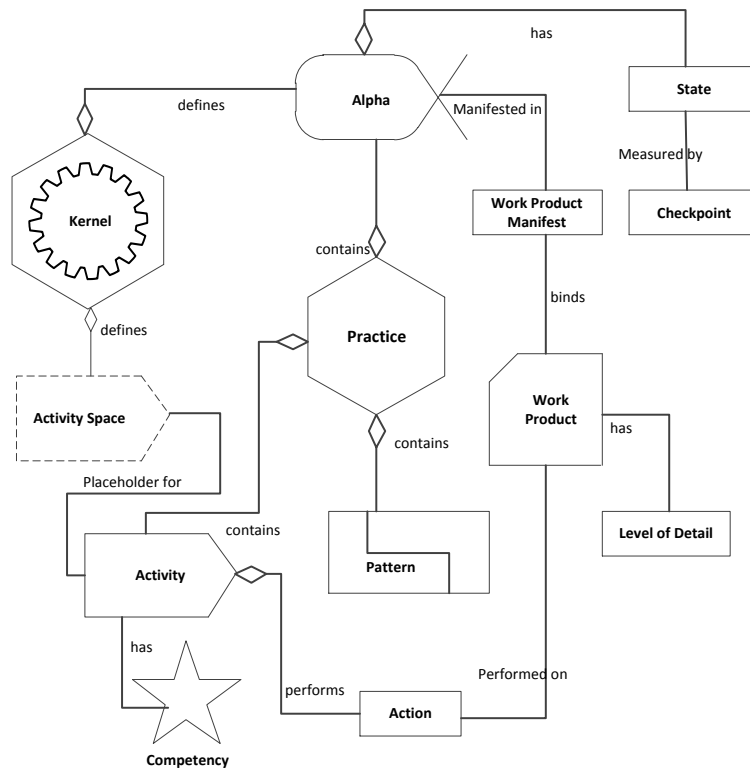 has
Alpha
State
defines
Manifested in
Measured by
Kernel
Work Product
Manifest
Checkpoint
contains
binds
defines
Practice
Activity Space
Work
Product
has
contains
Placeholder for
contains
Level of Detail
Activity
Pattern
has
performs
Performed on
Action
Competency